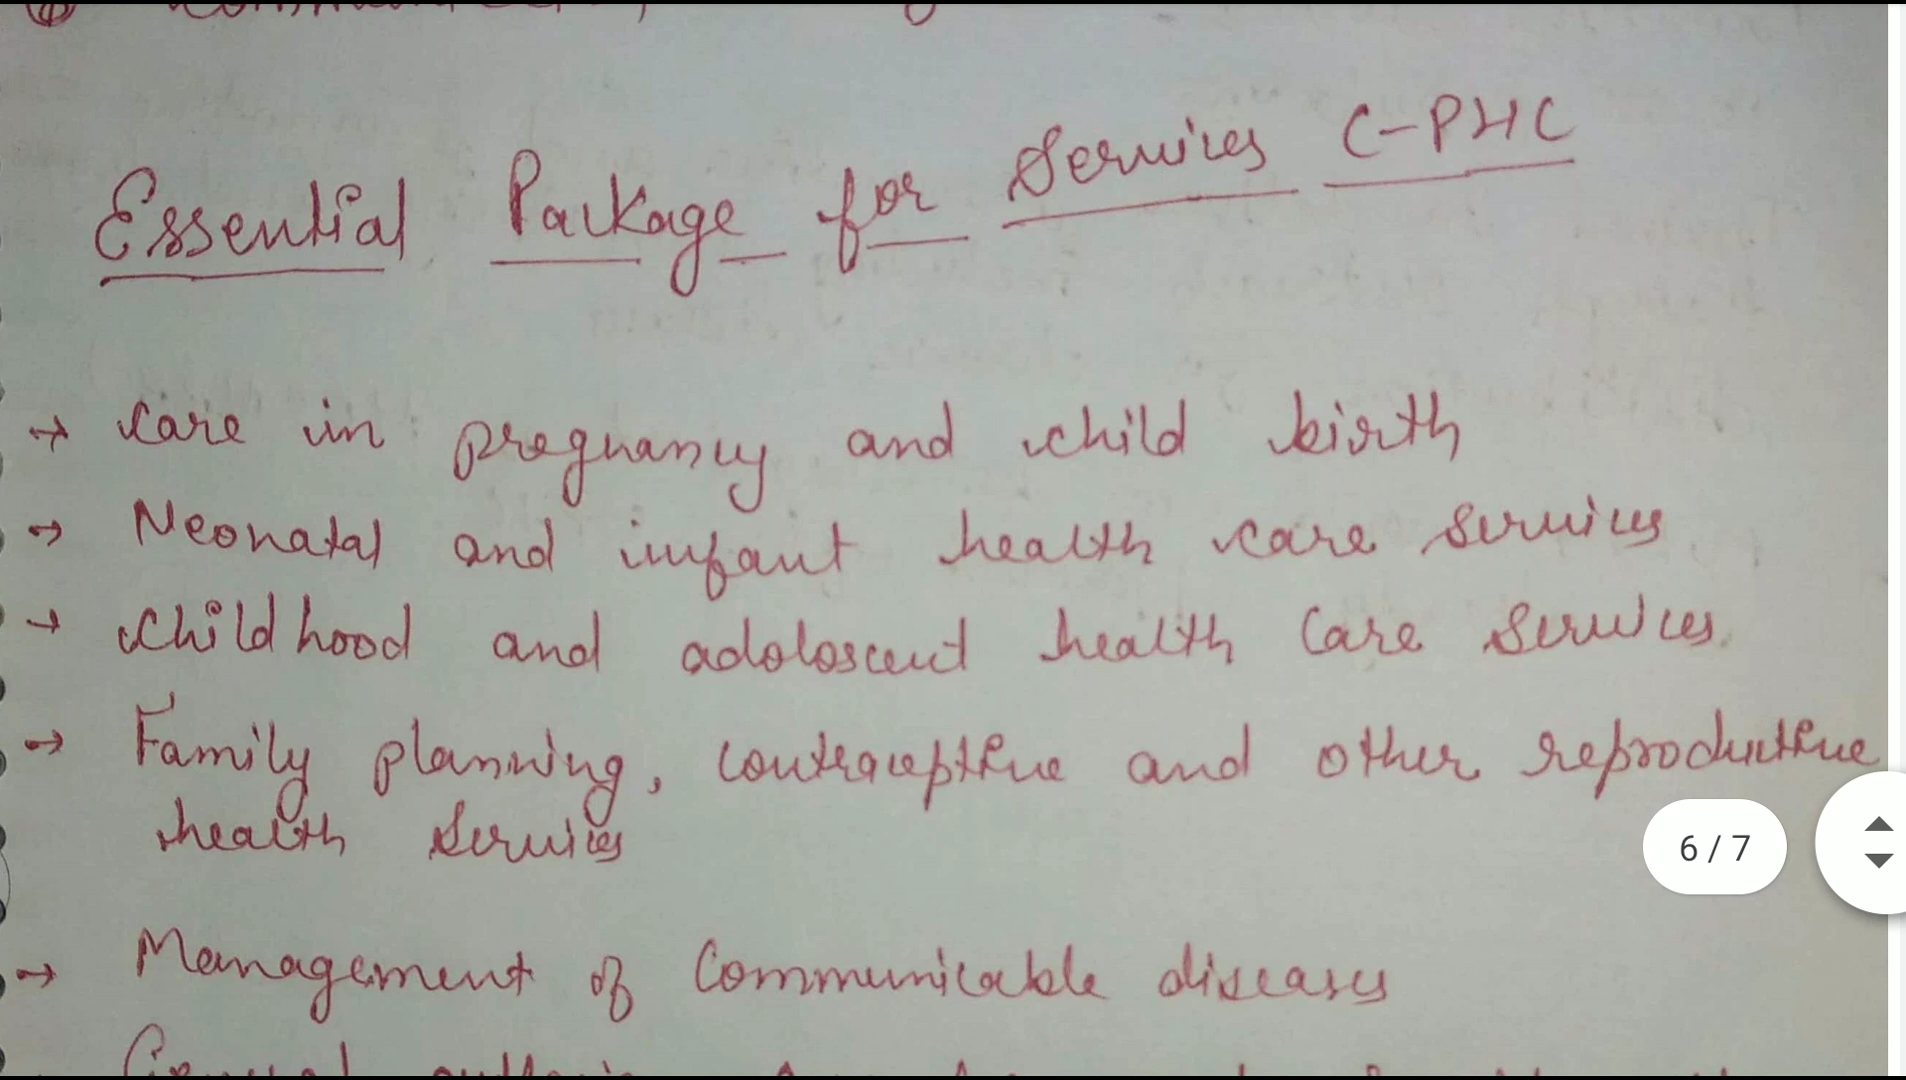 Essential Package for Services C-PHC
→ care in pregnancy and child birth
→ Neonatal and infant health care services
→ Childhood and adoloscent health Care Services.
→ Family planning, contraceptive and other reproductive
health Services
→ Management of Communicable diseases
6 / 7